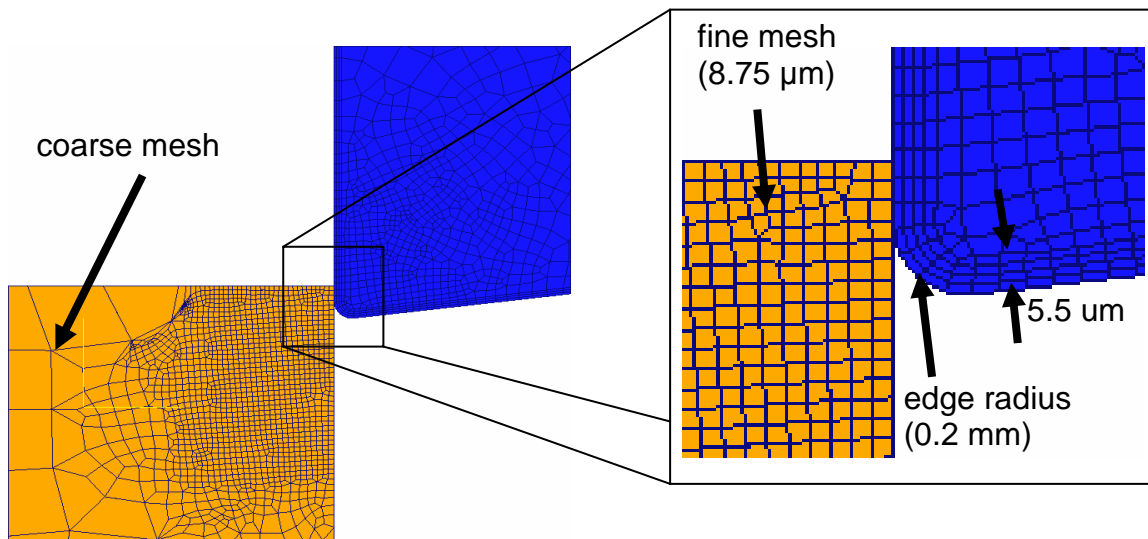 coarse mesh
fine mesh
(8.75 µm)
5.5 um
edge radius
(0.2 mm)